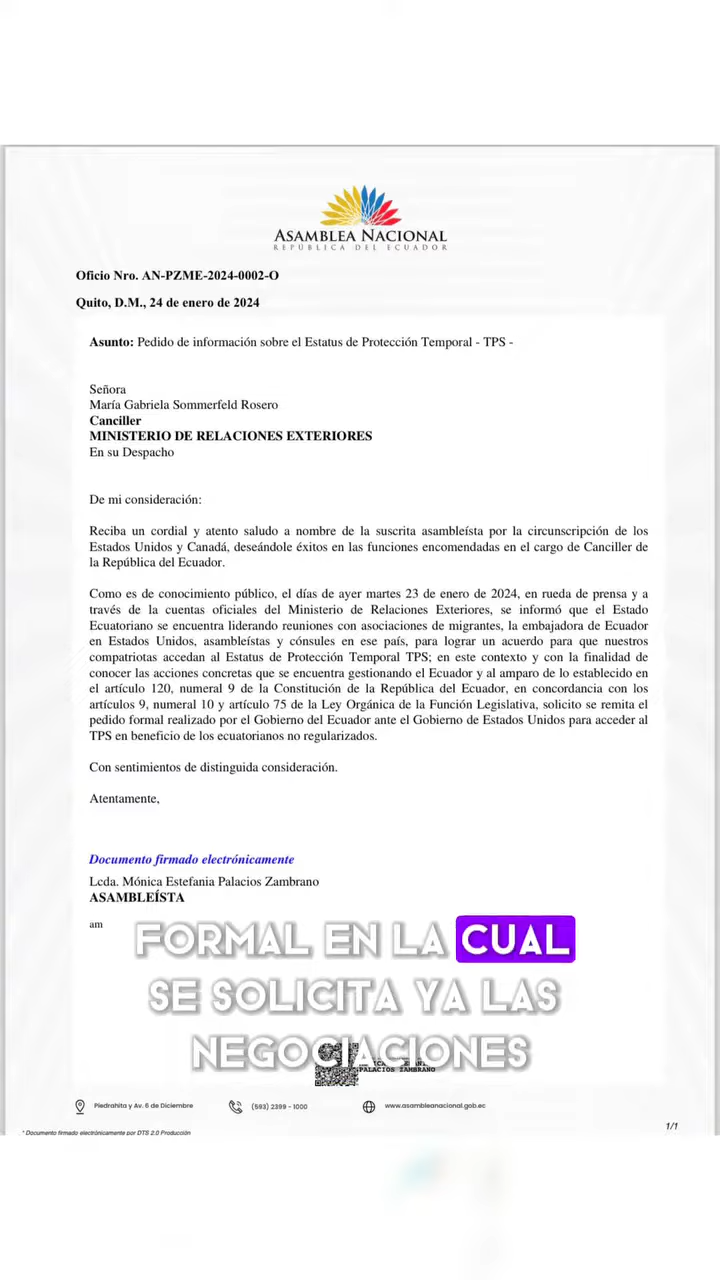 ASAMBLEA NACIONAL
REPÚBLICA DEL ECUADOR
Oficio Nro. AN-PZME-2024-0002-O
Quito, D.M., 24 de enero de 2024
Asunto: Pedido de información sobre el Estatus de Protección Temporal - TPS -
Señora
María Gabriela Sommerfeld Rosero
Canciller
MINISTERIO DE RELACIONES EXTERIORES
En su Despacho
De mi consideración:
Reciba un cordial y atento saludo a nombre de la suscrita asambleísta por la circunscripción de los
Estados Unidos y Canadá, deseándole éxitos en las funciones encomendadas en el cargo de Canciller de
la República del Ecuador.
Como es de conocimiento público, el días de ayer martes 23 de enero de 2024, en rueda de prensa y a
través de la cuentas oficiales del Ministerio de Relaciones Exteriores, se informó que el Estado
Ecuatoriano se encuentra liderando reuniones con asociaciones de migrantes, la embajadora de Ecuador
en Estados Unidos, asambleístas y cónsules en ese país, para lograr un acuerdo para que nuestros
compatriotas accedan al Estatus de Protección Temporal TPS; en este contexto y con la finalidad de
conocer las acciones concretas que se encuentra gestionando el Ecuador y al amparo de lo establecido en
el artículo 120, numeral 9 de la Constitución de la República del Ecuador, en concordancia con los
artículos 9, numeral 10 y artículo 75 de la Ley Orgánica de la Función Legislativa, solicito se remita el
pedido formal realizado por el Gobierno del Ecuador ante el Gobierno de Estados Unidos para acceder al
TPS en beneficio de los ecuatorianos no regularizados.
Con sentimientos de distinguida consideración.
Atentamente,
Documento firmado electrónicamente
Lcda. Mónica Estefania Palacios Zambrano
ASAMBLEÍSTA
am
FORMAL EN LA CUAL
SE SOLICITA YA LAS
NEGOCIACIONES
PALACIOS ZAMBRANO
Piedrahita y Av. 6 de Diciembre
(593) 2399 - 1000
www.asambleanacional.gob.ec
1/1
* Documento firmado electrónicamente por DTS 2.0 Producción